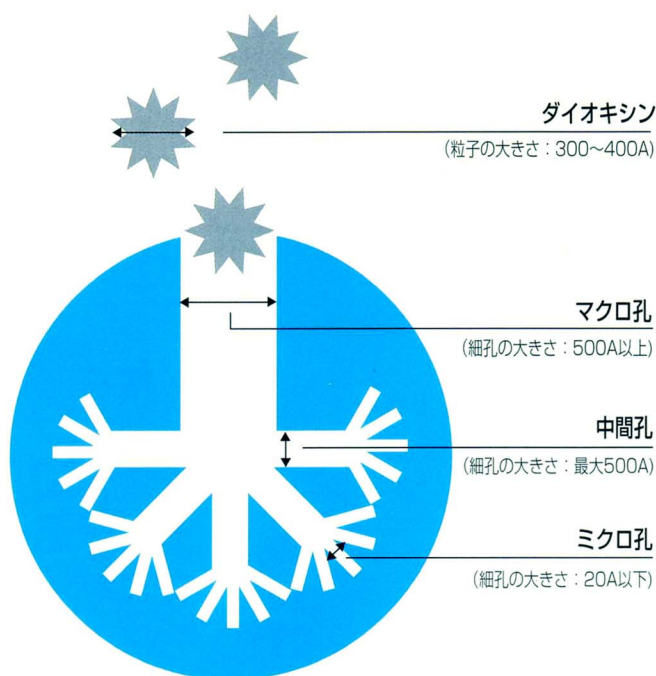 ダイオキシン
(粒子の大きさ：300〜400A)
マクロ孔
(細孔の大きさ：500A以上)
中間孔
(細孔の大きさ：最大500A)
ミクロ孔
(細孔の大きさ：20A以下)